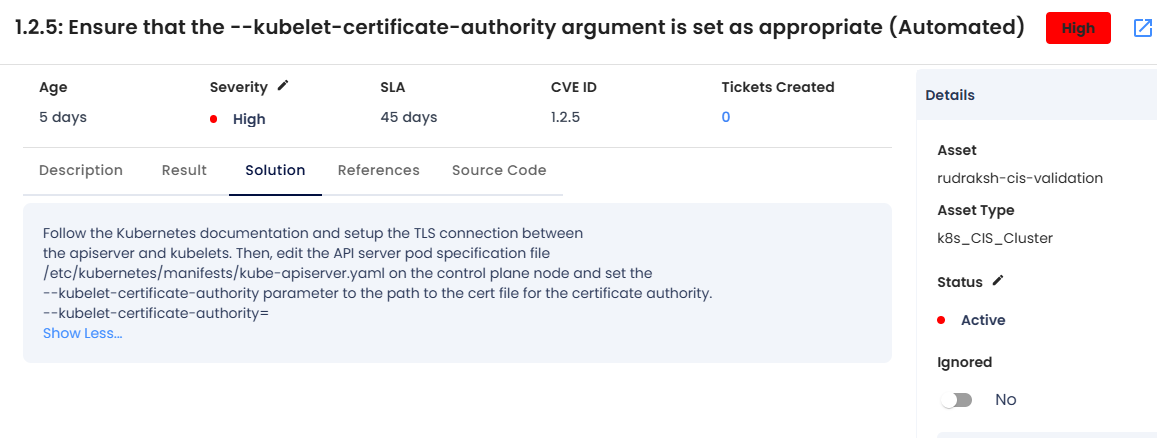 1.2.5: Ensure that the --kubelet-certificate-authority argument is set as appropriate (Automated)
High
Age
Severity
SLA
CVE ID
Tickets Created
5 days
High
45 days
1.2.5
0
Description
Result
Solution
References
Source Code
Follow the Kubernetes documentation and setup the TLS connection between
the apiserver and kubelets. Then, edit the API server pod specification file
/etc/kubernetes/manifests/kube-apiserver.yaml on the control plane node and set the
--kubelet-certificate-authority parameter to the path to the cert file for the certificate authority.
--kubelet-certificate-authority=
Show Less...
Details
Asset
rudraksh-cis-validation
Asset Type
k8s_CIS_Cluster
Status
Active
Ignored
No